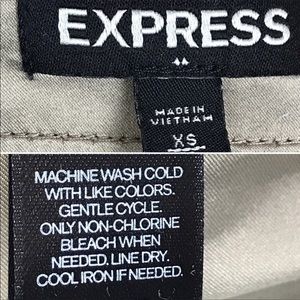 EXPRESS
MADE IN
VIETNAM
XS
MACHINE WASH COLD
WITH LIKE COLORS.
GENTLE CYCLE.
ONLY NON-CHLORINE
BLEACH WHEN
NEEDED. LINE DRY.
COOL IRON IF NEEDED.